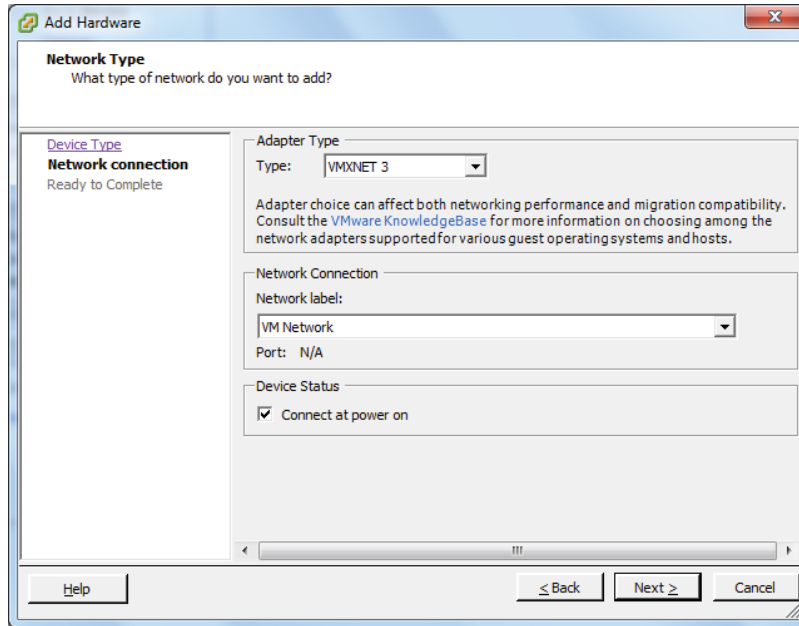 Add Hardware
Network Type
What type of network do you want to add?
Device Type
Network connection
Ready to Complete
Adapter Type
Type: VMXNET 3
Adapter choice can affect both networking performance and migration compatibility.
Consult the VMware KnowledgeBase for more information on choosing among the
network adapters supported for various guest operating systems and hosts.
Network Connection
Network label:
VM Network
Port: N/A
Device Status
Connect at power on
Help
< Back
Next >
Cancel